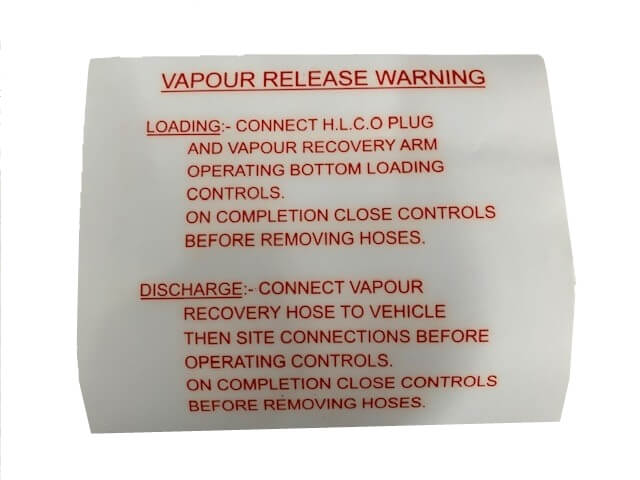 VAPOUR RELEASE WARNING
LOADING:- CONNECT H.L.C.O PLUG
AND VAPOUR RECOVERY ARM
OPERATING BOTTOM LOADING
CONTROLS.
ON COMPLETION CLOSE CONTROLS
BEFORE REMOVING HOSES.
DISCHARGE:- CONNECT VAPOUR
RECOVERY HOSE TO VEHICLE
THEN SITE CONNECTIONS BEFORE
OPERATING CONTROLS.
ON COMPLETION CLOSE CONTROLS
BEFORE REMOVING HOSES.